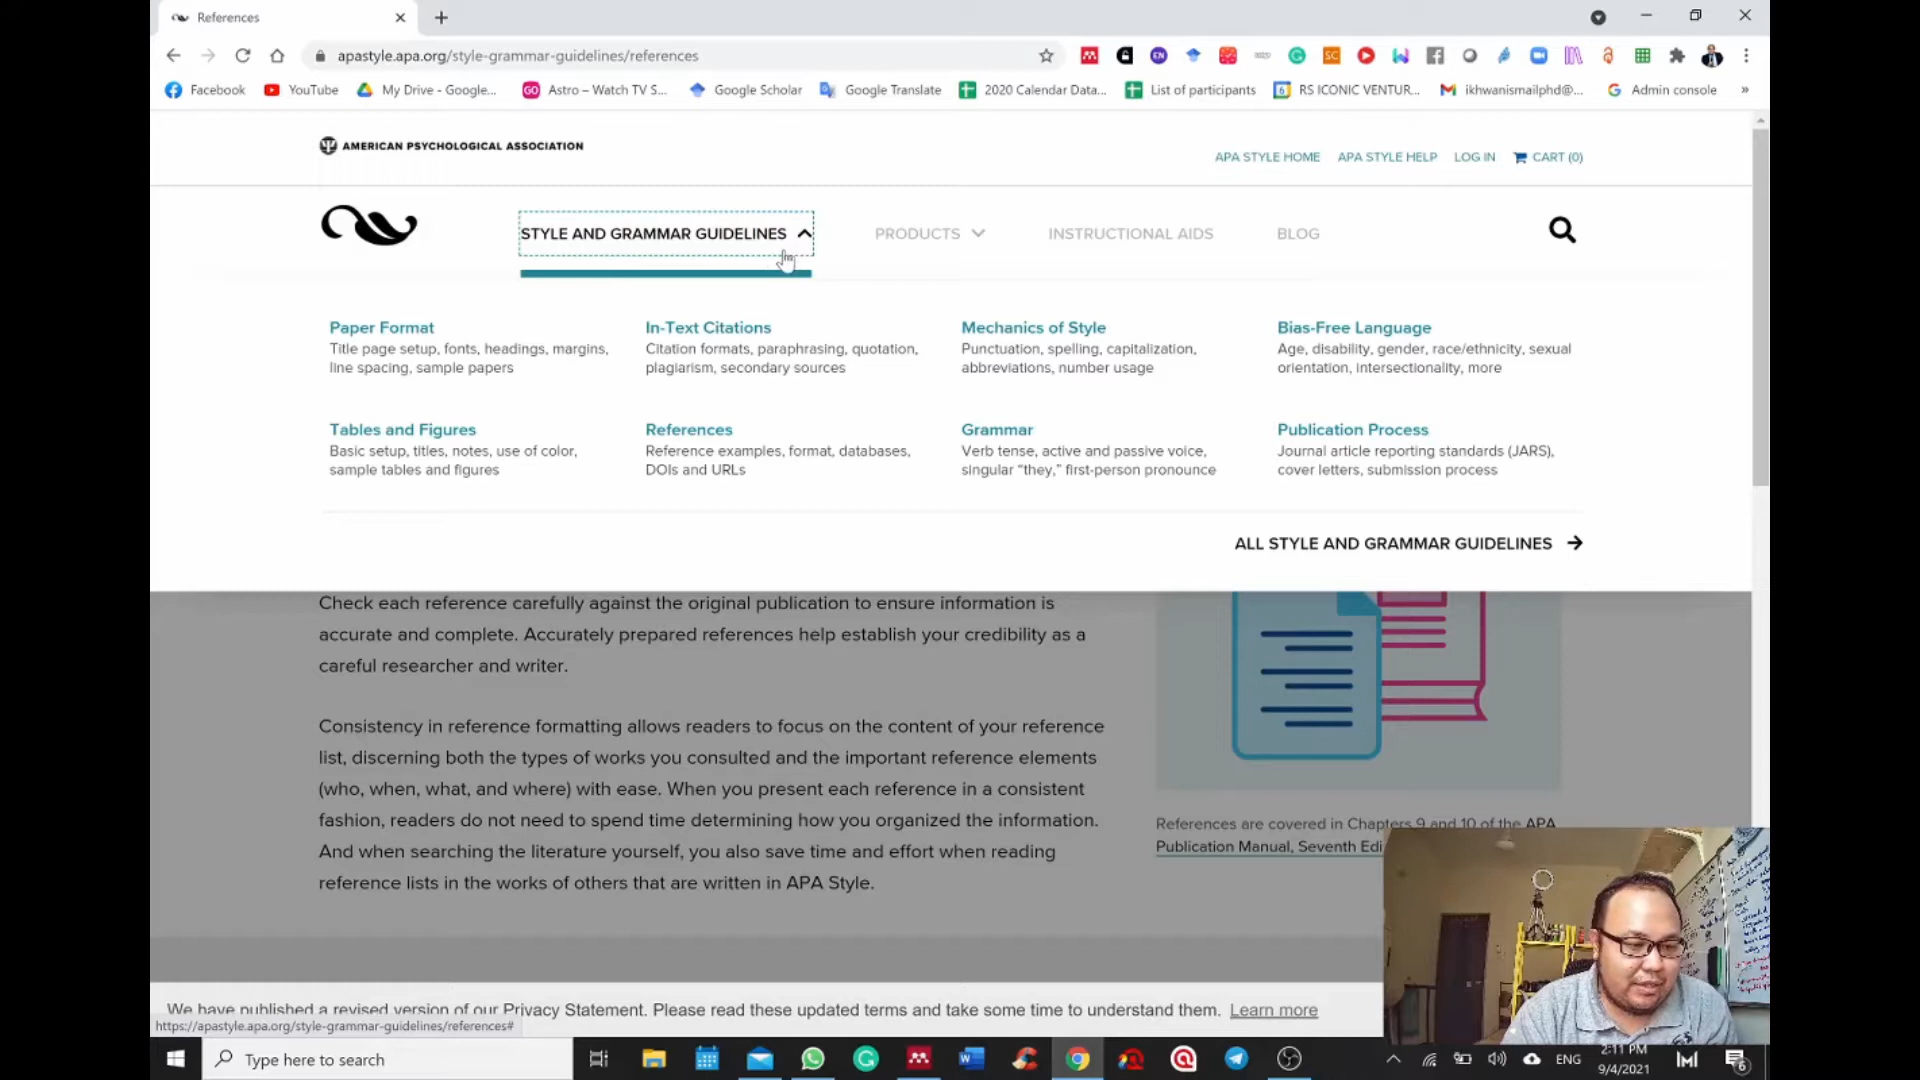 References
apastyle.apa.org/style-grammar-guidelines/references
Facebook YouTube My Drive - Google... Astro – Watch TV S... Google Scholar Google Translate 2020 Calendar Data... List of participants RS ICONIC VENTUR... ikhwanismailphd@... Admin console »
AMERICAN PSYCHOLOGICAL ASSOCIATION
APA STYLE HOME APA STYLE HELP LOG IN CART (0)
STYLE AND GRAMMAR GUIDELINES PRODUCTS INSTRUCTIONAL AIDS BLOG
Paper Format
Title page setup, fonts, headings, margins,
line spacing, sample papers
In-Text Citations
Citation formats, paraphrasing, quotation,
plagiarism, secondary sources
Mechanics of Style
Punctuation, spelling, capitalization,
abbreviations, number usage
Bias-Free Language
Age, disability, gender, race/ethnicity, sexual
orientation, intersectionality, more
Tables and Figures
Basic setup, titles, notes, use of color,
sample tables and figures
References
Reference examples, format, databases,
DOIs and URLs
Grammar
Verb tense, active and passive voice,
singular “they,” first-person pronounce
Publication Process
Journal article reporting standards (JARS),
cover letters, submission process
ALL STYLE AND GRAMMAR GUIDELINES
Check each reference carefully against the original publication to ensure information is
accurate and complete. Accurately prepared references help establish your credibility as a
careful researcher and writer.
Consistency in reference formatting allows readers to focus on the content of your reference
list, discerning both the types of works you consulted and the important reference elements
(who, when, what, and where) with ease. When you present each reference in a consistent
fashion, readers do not need to spend time determining how you organized the information.
And when searching the literature yourself, you also save time and effort when reading
reference lists in the works of others that are written in APA Style.
References are covered in Chapters 9 and 10 of the APA
Publication Manual, Seventh Edi
We have published a revised version of our Privacy Statement. Please read these updated terms and take some time to understand them. Learn more
https://apastyle.apa.org/style-grammar-guidelines/references#
Type here to search
ENG
2:11 PM
9/4/2021
6